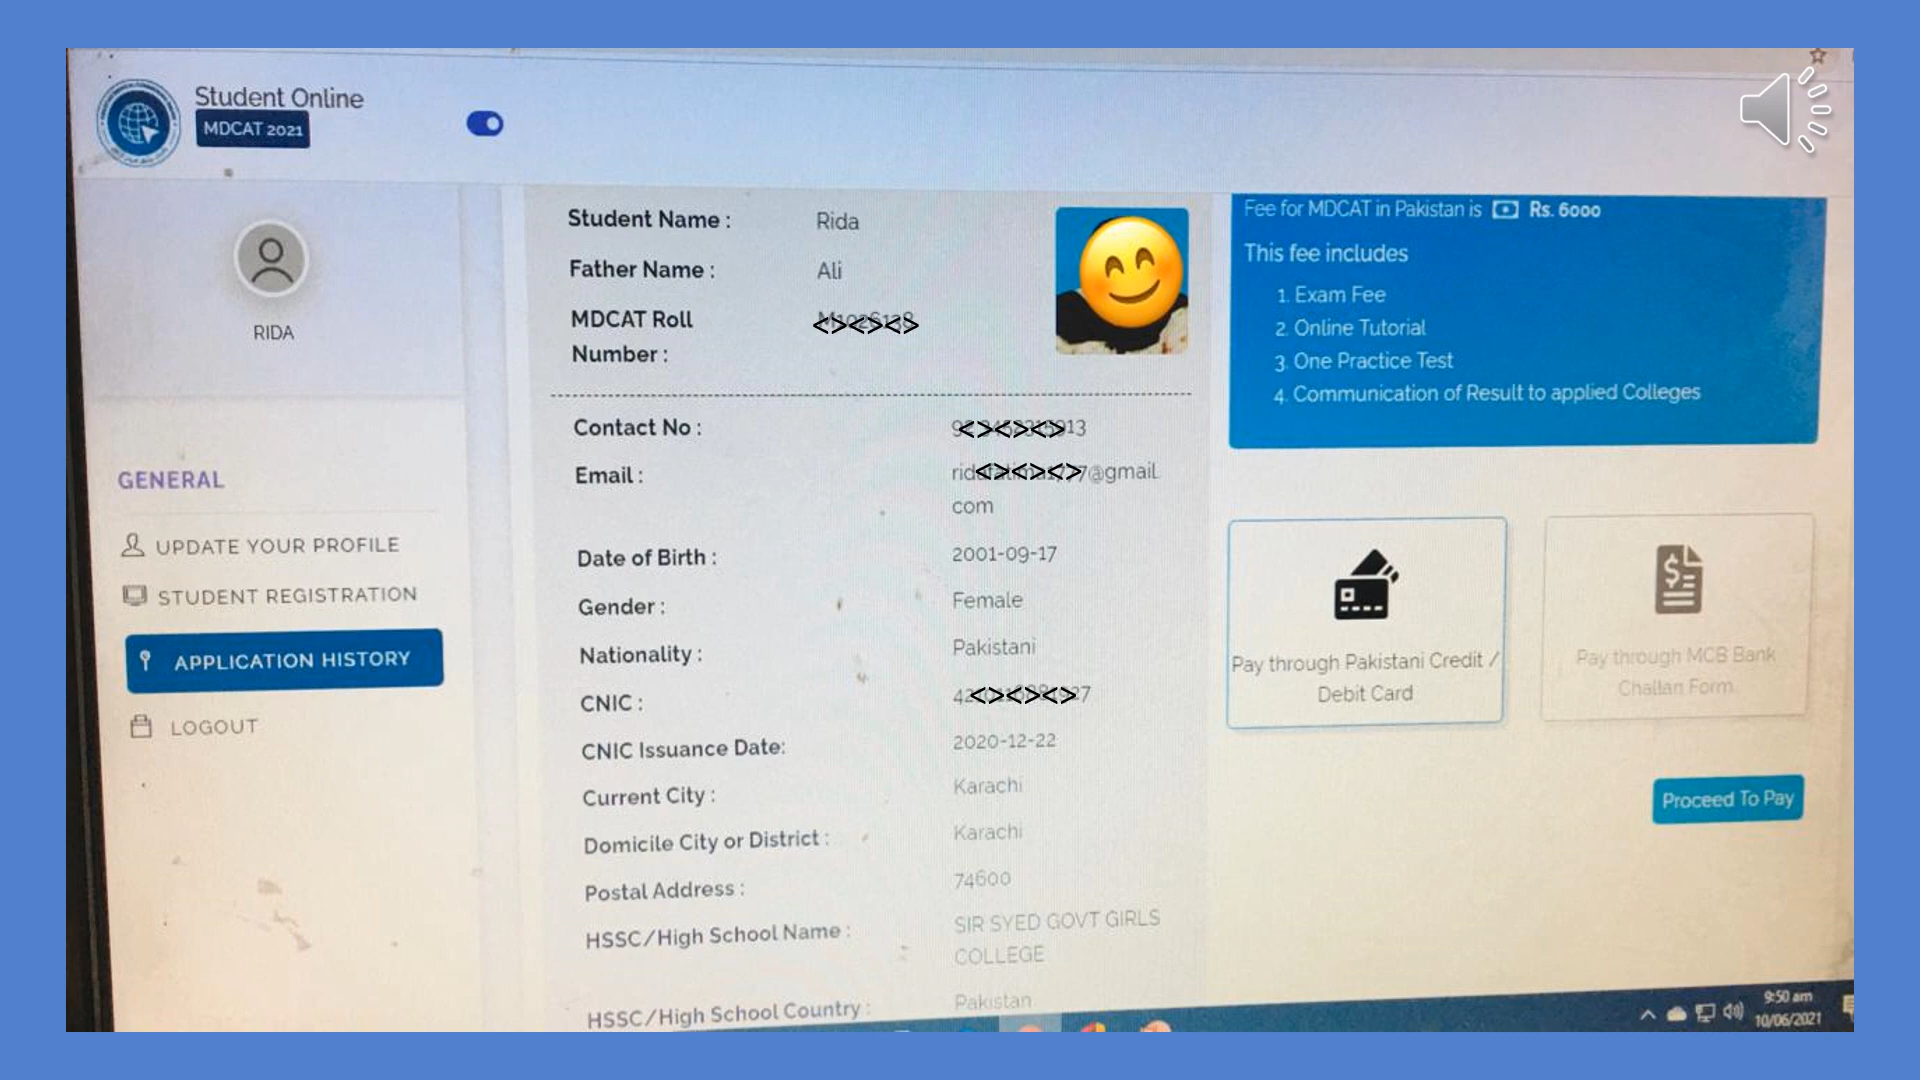 Student Online
MDCAT 2021
RIDA
GENERAL
UPDATE YOUR PROFILE
STUDENT REGISTRATION
APPLICATION HISTORY
LOGOUT
Student Name : Rida
Father Name : Ali
MDCAT Roll
Number :
Contact No : 13
Email : @gmail.
com
Date of Birth : 2001-09-17
Gender : Female
Nationality : Pakistani
CNIC :
CNIC Issuance Date: 2020-12-22
Current City : Karachi
Domicile City or District : Karachi
Postal Address : 74600
HSSC/High School Name : SIR SYED GOVT GIRLS
COLLEGE
HSSC/High School Country : Pakistan
Fee for MDCAT in Pakistan is Rs. 6000
This fee includes
1. Exam Fee
2. Online Tutorial
3. One Practice Test
4. Communication of Result to applied Colleges
Pay through Pakistani Credit /
Debit Card
Pay through MCB Bank
Challan Form
Proceed To Pay
9:50 am
10/06/2021